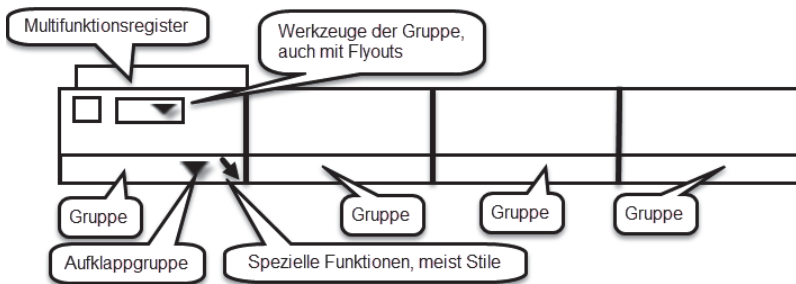 Multifunktionsregister
Werkzeuge der Gruppe,
auch mit Flyouts
Gruppe
Gruppe
Gruppe
Gruppe
Aufklappgruppe
Spezielle Funktionen, meist Stile